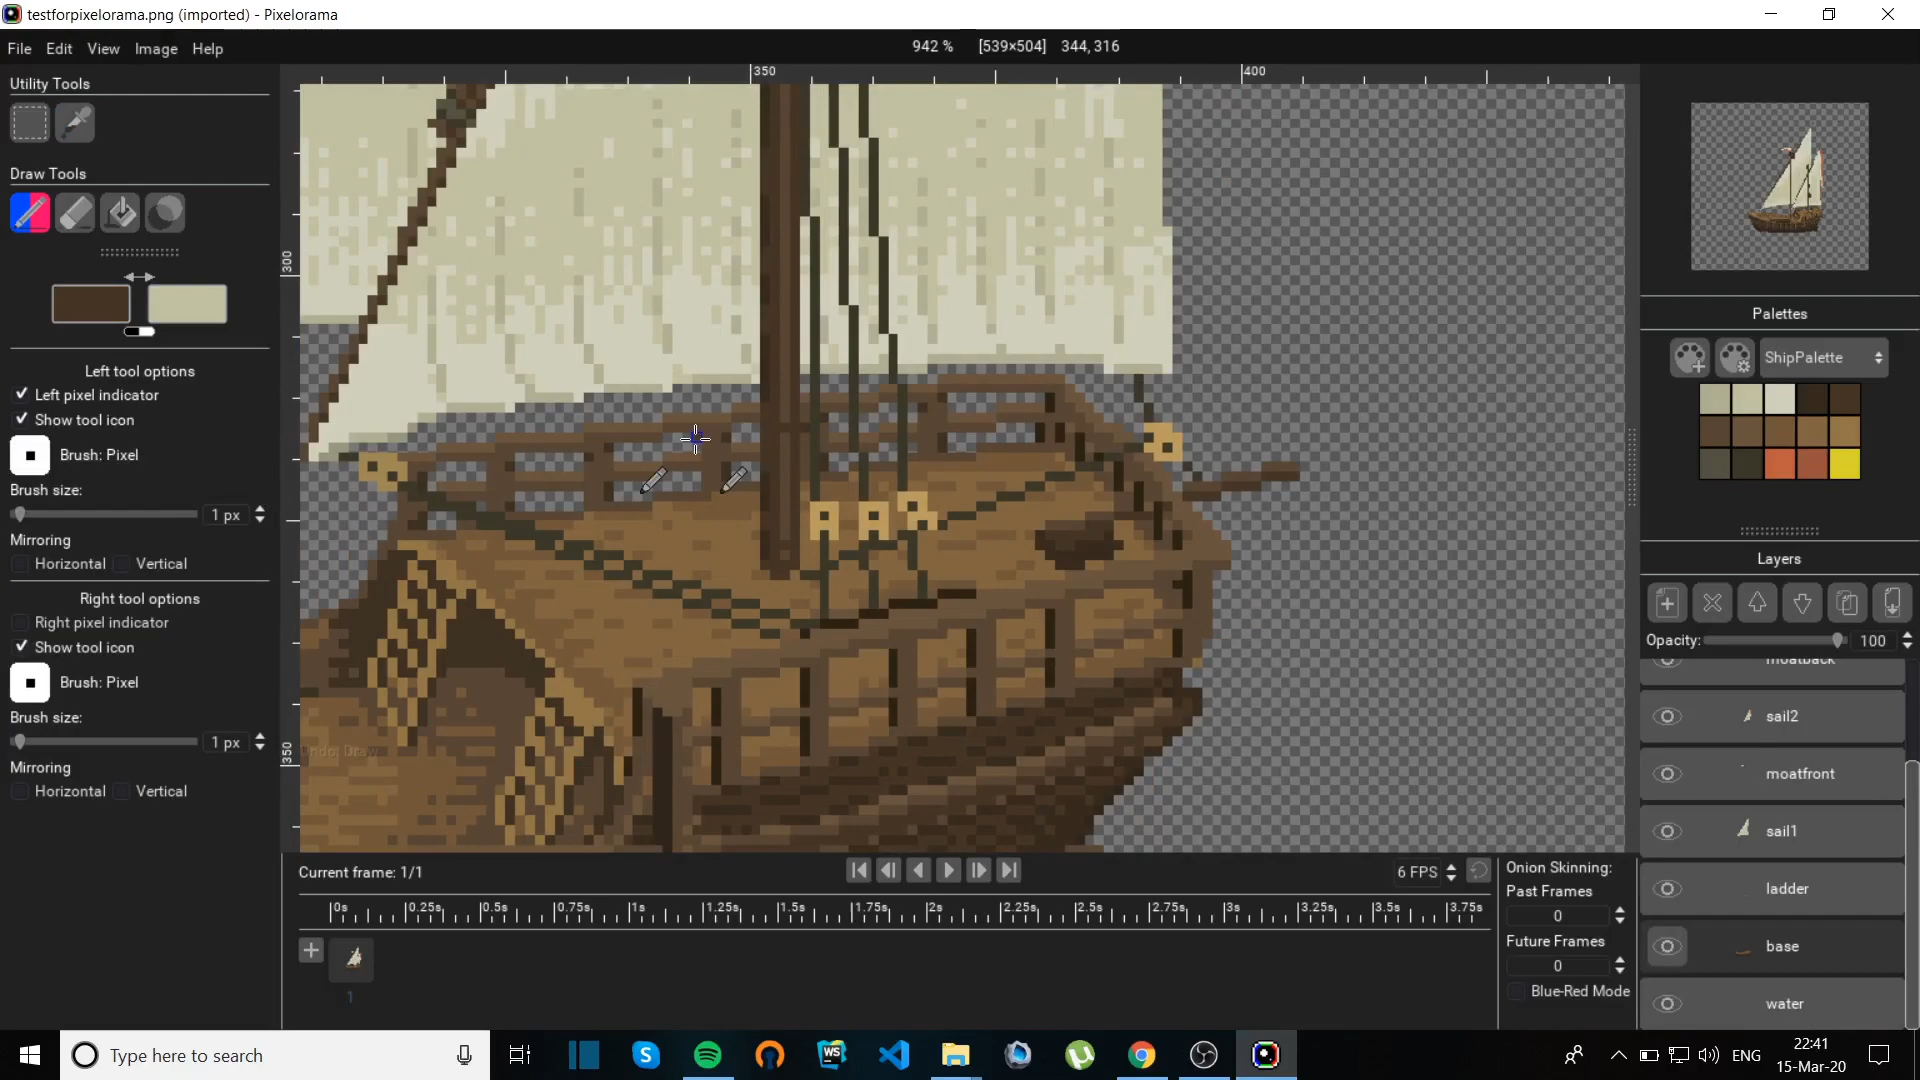 testforpixelorama.png (imported) - Pixelorama
File Edit View Image Help
942 % [539×504] 344, 316
Utility Tools
Draw Tools
Left tool options
Left pixel indicator
Show tool icon
Brush: Pixel
Brush size:
1 px
Mirroring
Horizontal Vertical
Right tool options
Right pixel indicator
Show tool icon
Brush: Pixel
Brush size:
1 px
Mirroring
Horizontal Vertical
350 400
300
350
Undo: Draw
Palettes
ShipPalette
Layers
Opacity: 100
moatback
sail2
moatfront
sail1
ladder
base
water
Current frame: 1/1
6 FPS
0s 0.25s 0.5s 0.75s 1s 1.25s 1.5s 1.75s 2s 2.25s 2.5s 2.75s 3s 3.25s 3.5s 3.75s
1
Onion Skinning:
Past Frames
0
Future Frames
0
Blue-Red Mode
Type here to search
WS
ENG
22:41
15-Mar-20